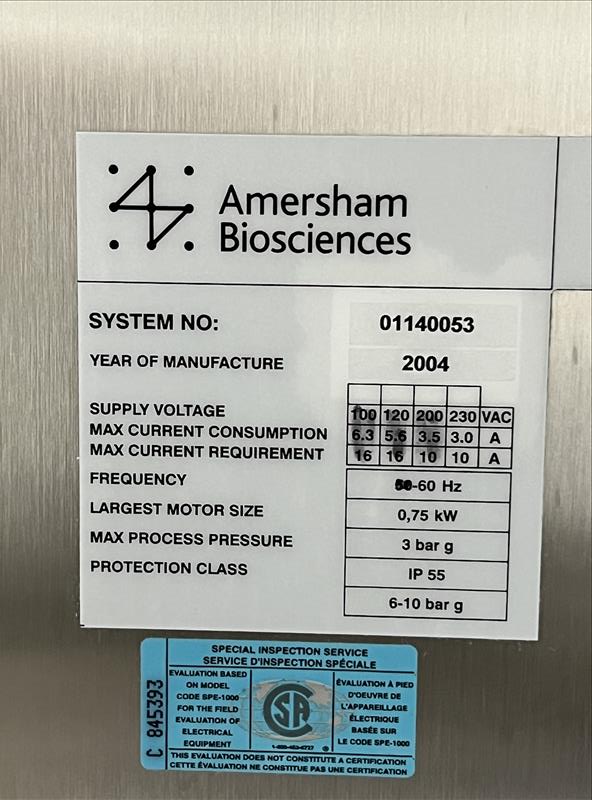 Amersham
Biosciences
SYSTEM NO: 01140053
YEAR OF MANUFACTURE 2004
SUPPLY VOLTAGE 100 120 200 230 VAC
MAX CURRENT CONSUMPTION 6.3 5.6 3.5 3.0 A
MAX CURRENT REQUIREMENT 16 16 10 10 A
FREQUENCY -60 Hz
LARGEST MOTOR SIZE 0,75 kW
MAX PROCESS PRESSURE 3 bar g
PROTECTION CLASS IP 55
6-10 bar g
SPECIAL INSPECTION SERVICE
SERVICE D'INSPECTION SPÉCIALE
C 845393
EVALUATION BASED
ON MODEL
CODE SPE-1000
FOR THE FIELD
EVALUATION OF
ELECTRICAL
EQUIPMENT
CSA
ÉVALUATION À PIED
D'OEUVRE DE
L'APPAREILLAGE
ÉLECTRIQUE
BASÉE SUR
LE CODE SPE-1000
THIS EVALUATION DOES NOT CONSTITUTE A CERTIFICATION
CETTE ÉVALUATION NE CONSTITUE PAS UNE CERTIFICATION